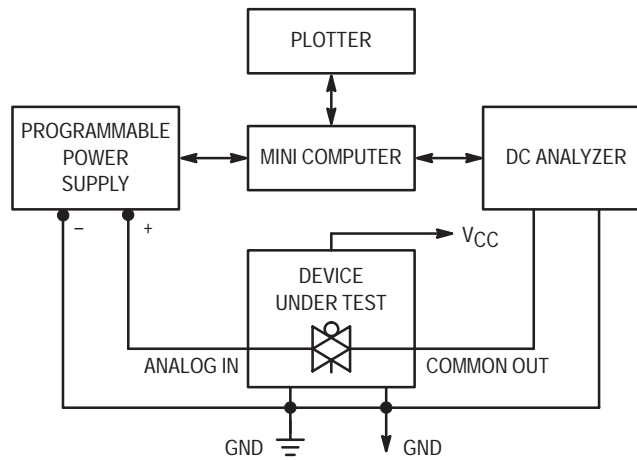 PLOTTER
PROGRAMMABLE
POWER
SUPPLY
MINI COMPUTER
DC ANALYZER
– +
VCC
DEVICE
UNDER TEST
ANALOG IN
COMMON OUT
GND
GND